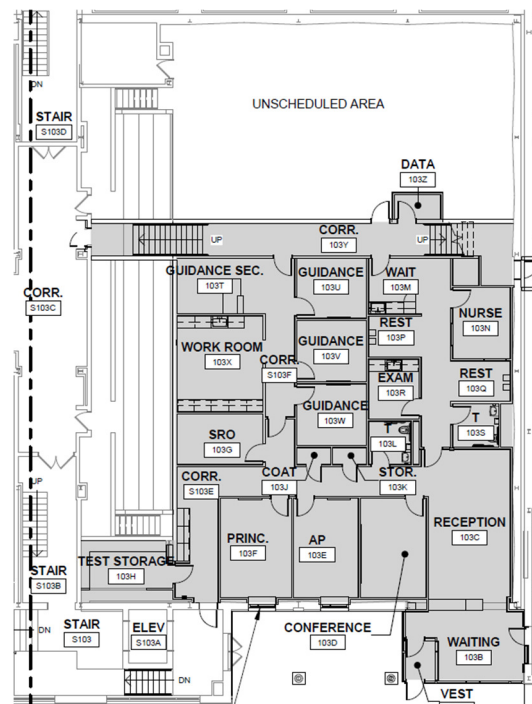 DN
STAIR
S103D
UNSCHEDULED AREA
DATA
103Z
CORR.
103Y
UP
UP
GUIDANCE SEC.
103T
GUIDANCE
103U
WAIT
103M
CORR.
S103C
NURSE
103N
REST
103P
WORK ROOM
103X
GUIDANCE
103V
CORR.
S103F
EXAM
103R
REST
103Q
GUIDANCE
103W
T
103L
T
103S
SRO
103G
COAT
103J
STOR.
103K
CORR.
S103E
UP
RECEPTION
103C
PRINC.
103F
AP
103E
TEST STORAGE
103H
STAIR
S103B
STAIR
S103
ELEV
S103A
CONFERENCE
103D
WAITING
103B
DN
DN
VEST